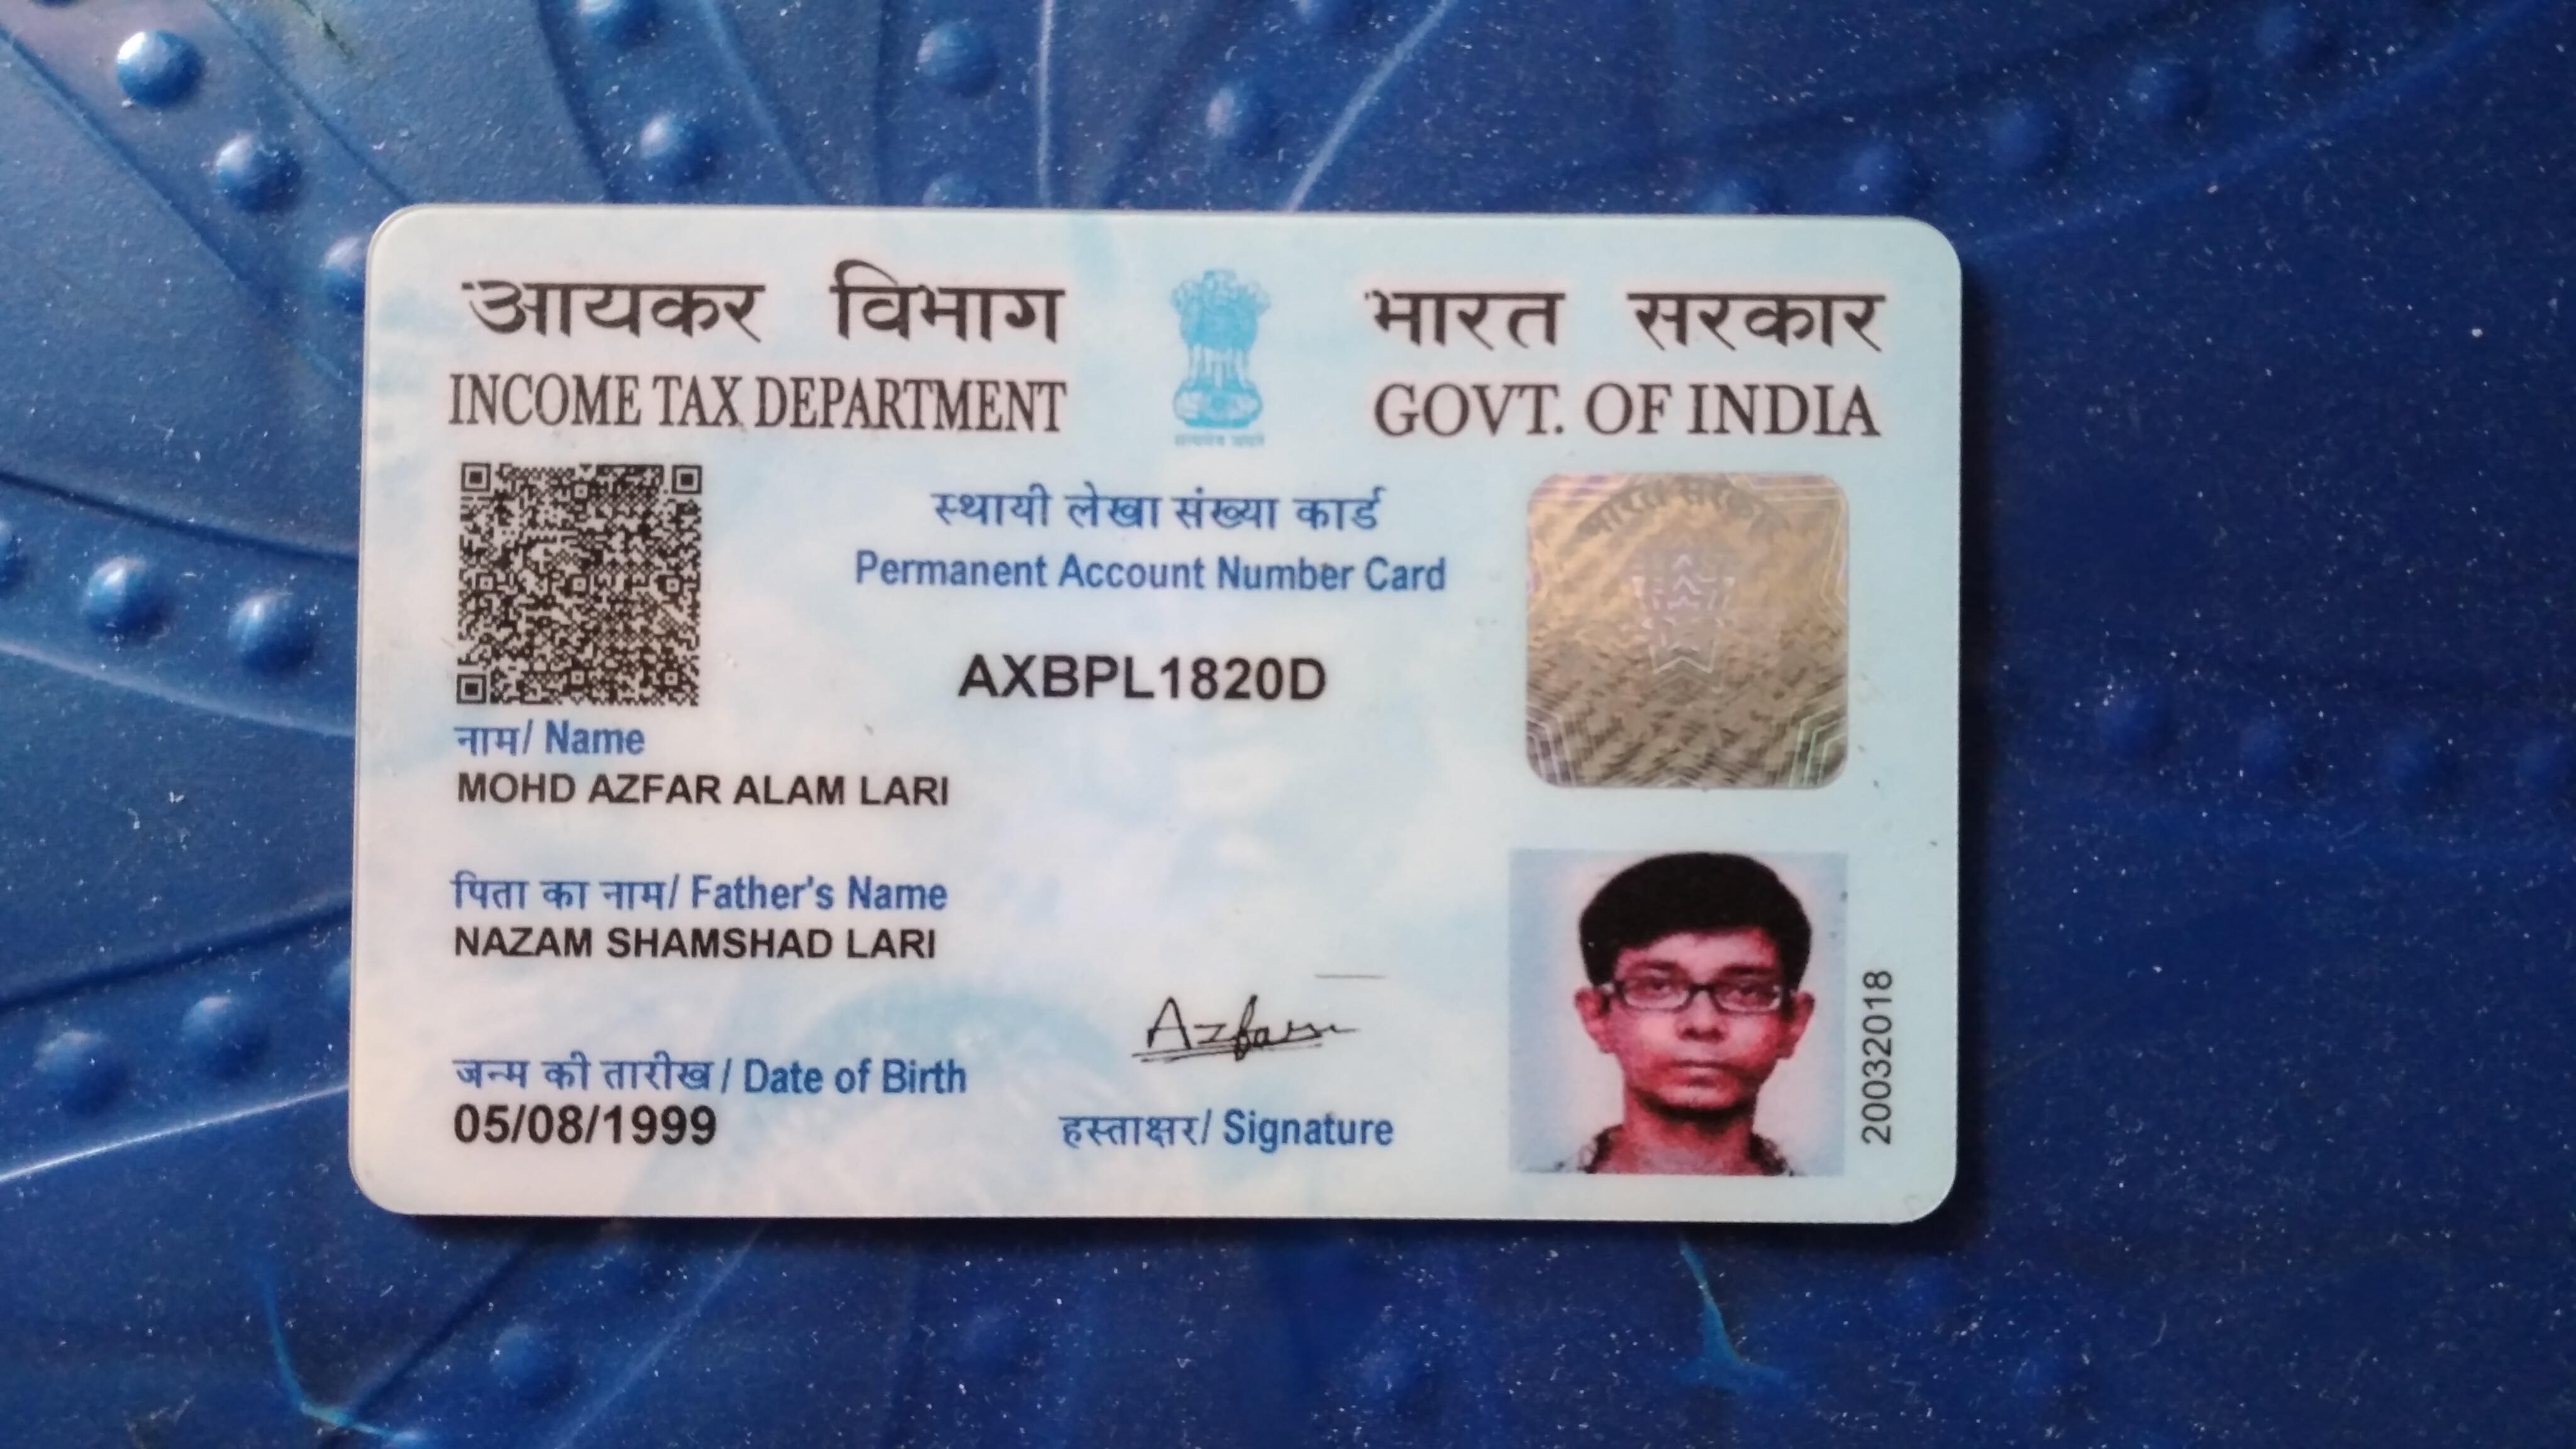 आयकर विभाग
INCOME TAX DEPARTMENT
सत्यमेव जयते
भारत सरकार
GOVT. OF INDIA
स्थायी लेखा संख्या कार्ड
Permanent Account Number Card
AXBPL1820D
भारत सरकार
नाम/ Name
MOHD AZFAR ALAM LARI
पिता का नाम/ Father's Name
NAZAM SHAMSHAD LARI
जन्म की तारीख / Date of Birth
05/08/1999
Azfar
हस्ताक्षर/ Signature
20032018